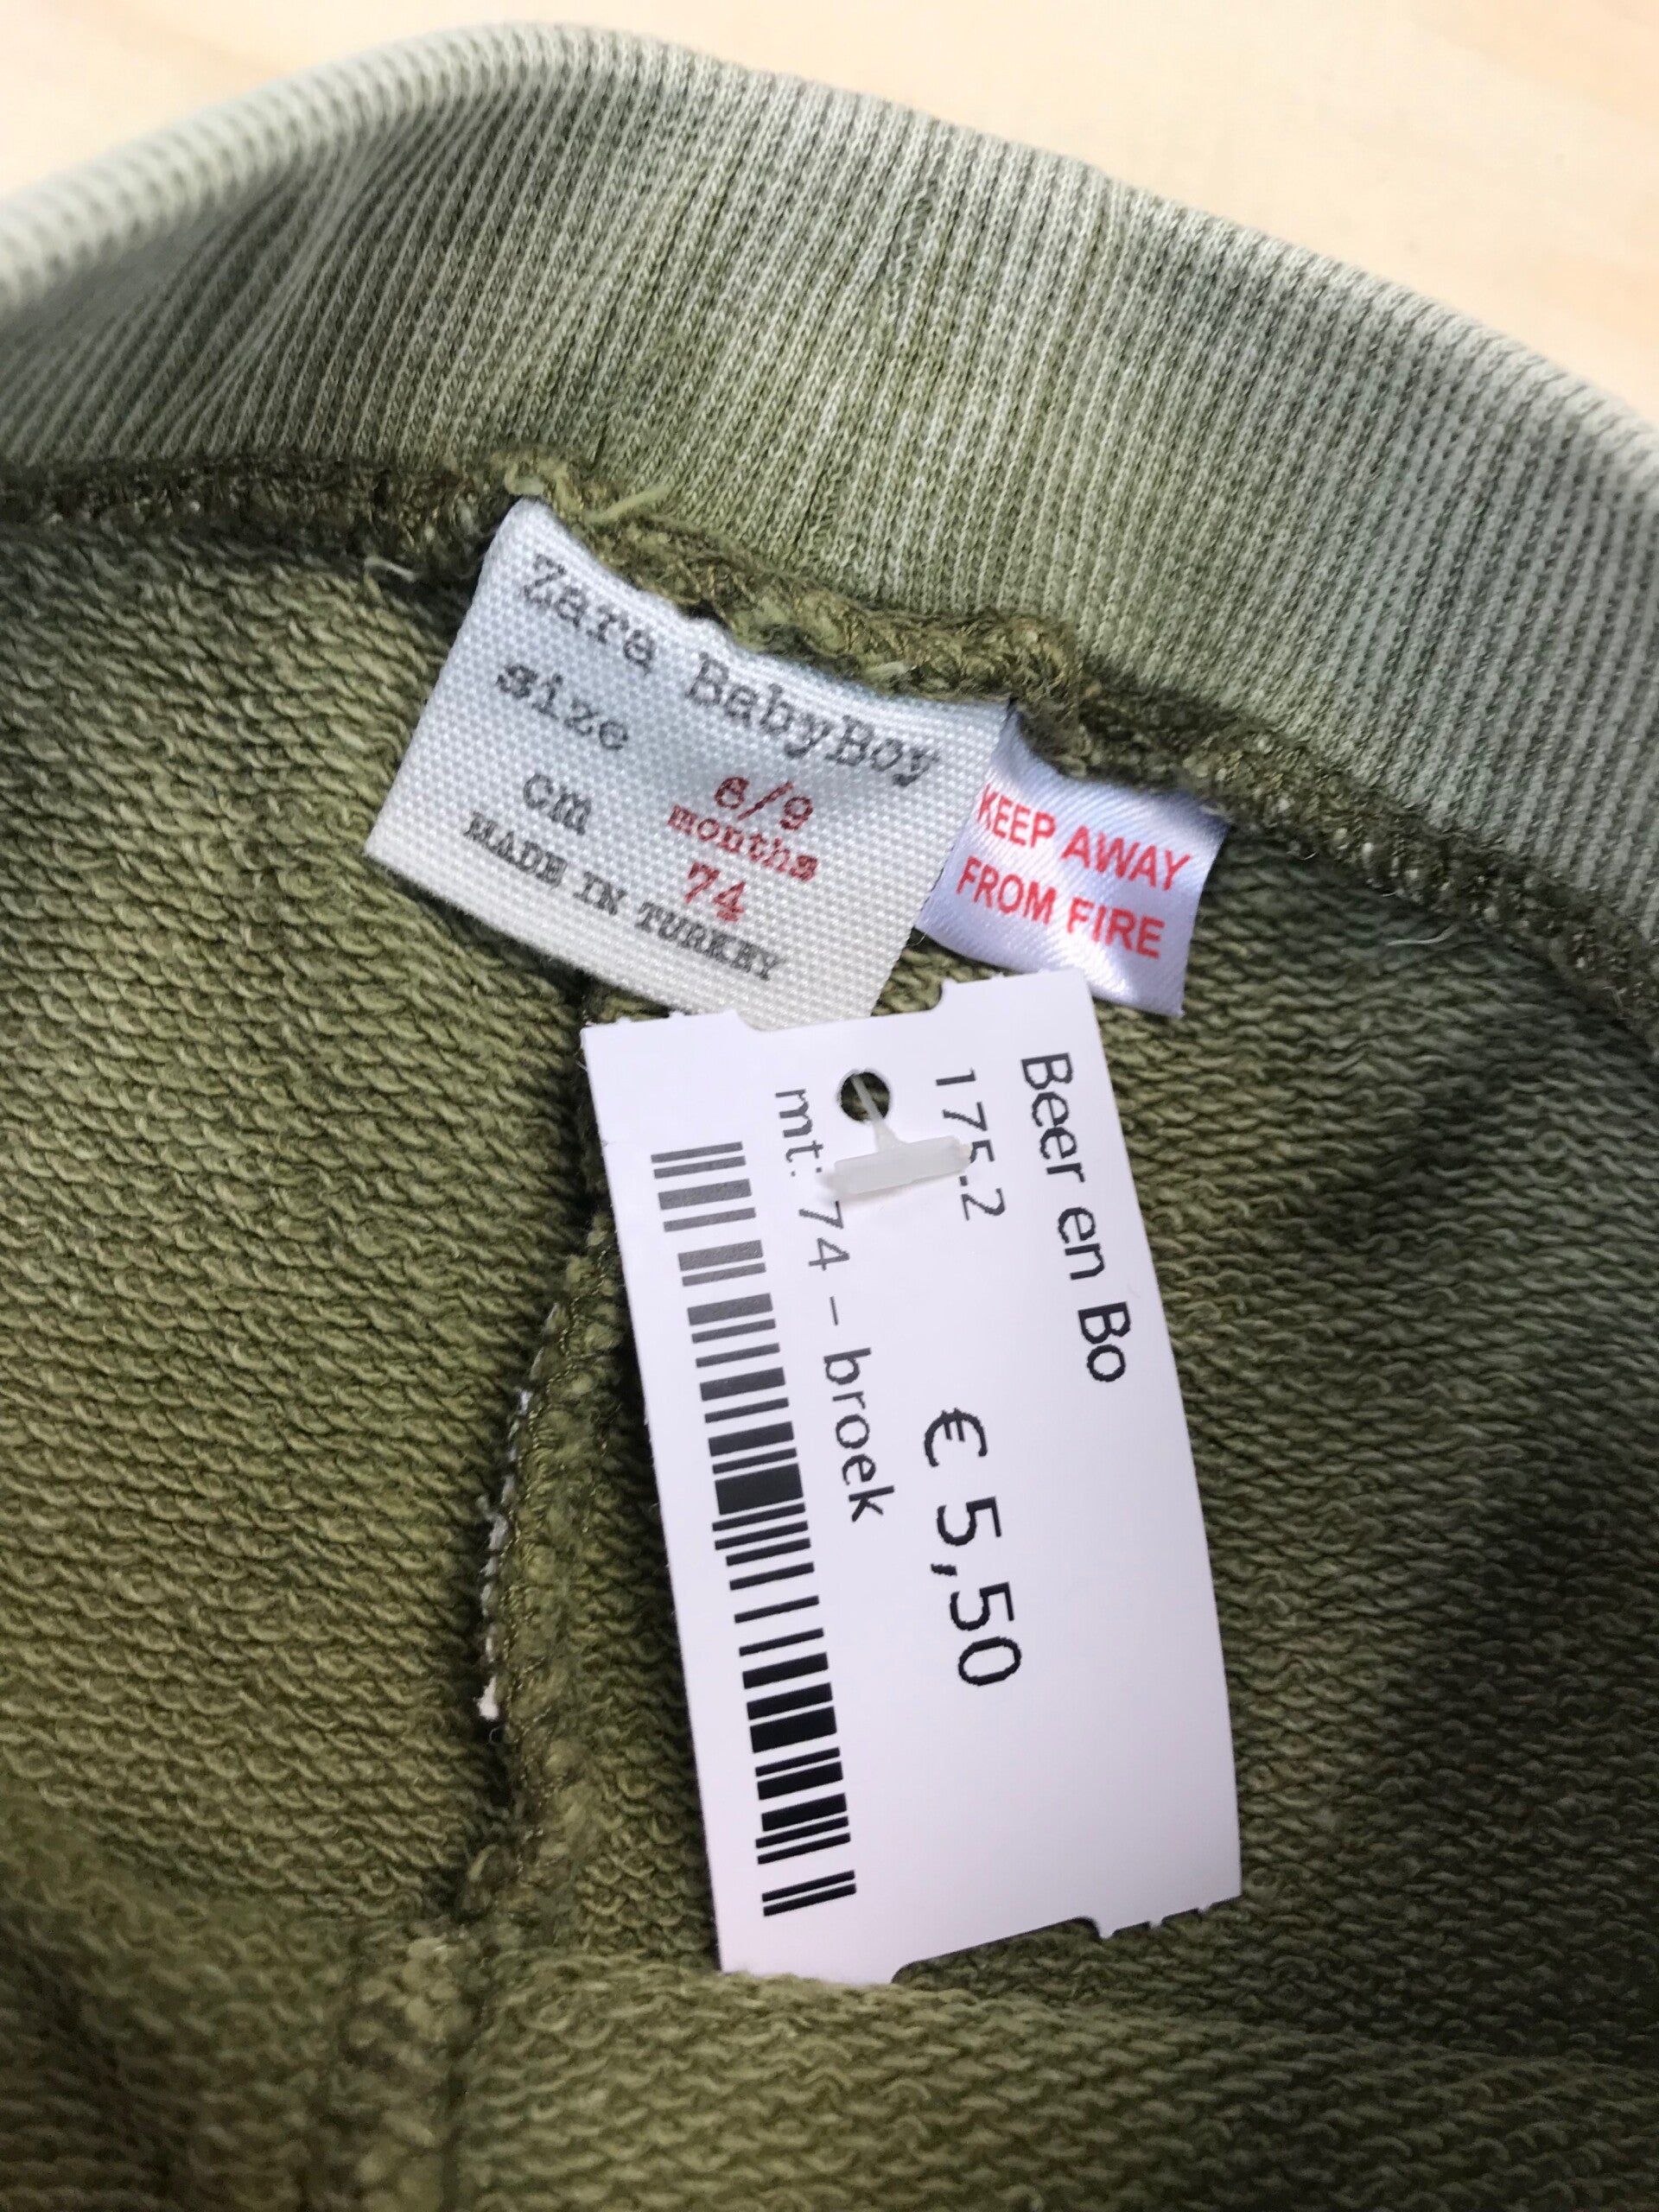 Zara BabyBoy
size 6/9
months
cm 74
MADE IN TURKEY
KEEP AWAY
FROM FIRE
Beer en Bo
175.2 € 5,50
mt: 74 - broek